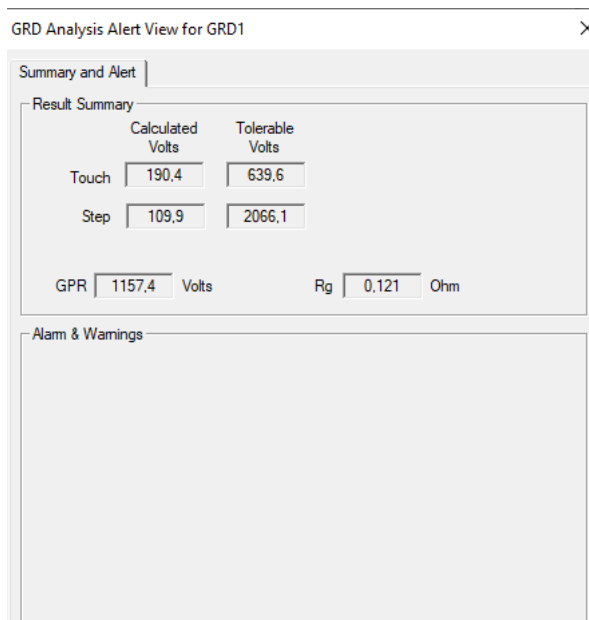 GRD Analysis Alert View for GRD1
Summary and Alert
Result Summary
Calculated Volts
Tolerable Volts
Touch 190,4 639,6
Step 109,9 2066,1
GPR 1157,4 Volts Rg 0,121 Ohm
Alarm & Warnings